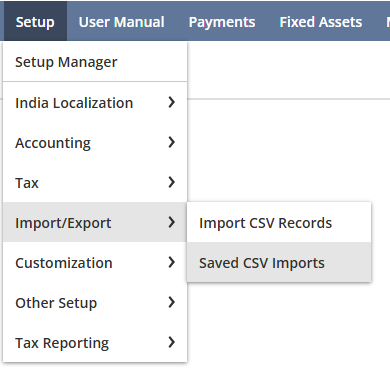 Setup User Manual Payments Fixed Assets
Setup Manager
India Localization
Accounting
Tax
Import/Export
Import CSV Records
Customization
Saved CSV Imports
Other Setup
Tax Reporting